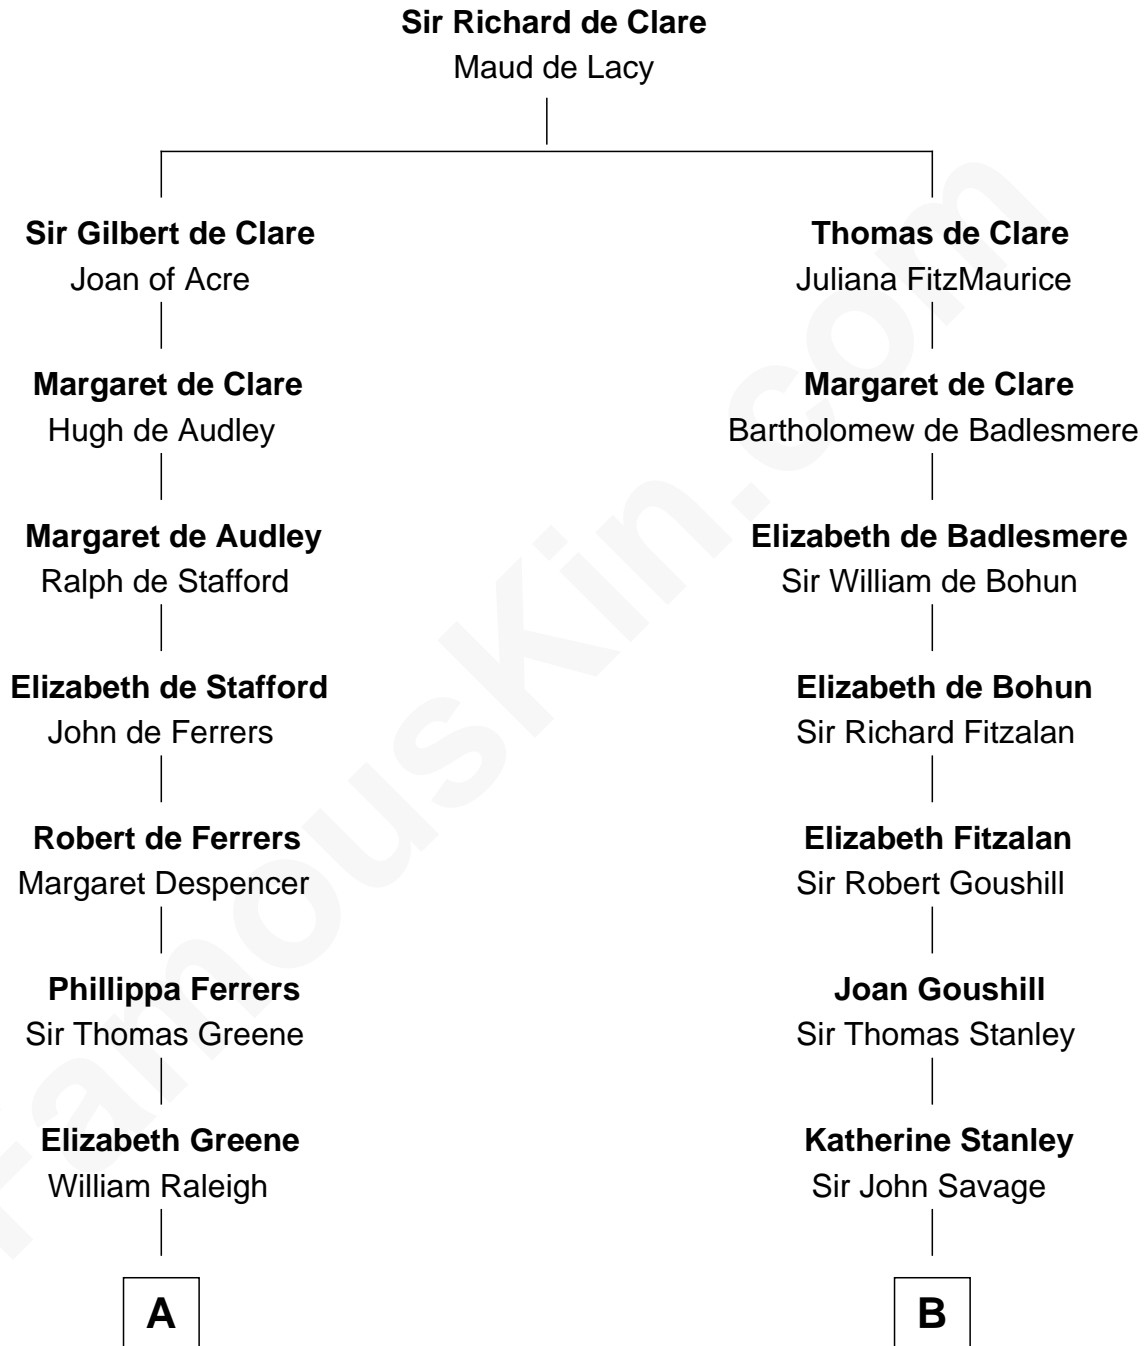 Sir Richard de Clare
Maud de Lacy
Sir Gilbert de Clare
Joan of Acre
Thomas de Clare
Juliana FitzMaurice
Margaret de Clare
Hugh de Audley
Margaret de Clare
Bartholomew de Badlesmere
Margaret de Audley
Ralph de Stafford
Elizabeth de Badlesmere
Sir William de Bohun
Elizabeth de Stafford
John de Ferrers
Elizabeth de Bohun
Sir Richard Fitzalan
Robert de Ferrers
Margaret Despencer
Elizabeth Fitzalan
Sir Robert Goushill
Phillippa Ferrers
Sir Thomas Greene
Joan Goushill
Sir Thomas Stanley
Elizabeth Greene
William Raleigh
Katherine Stanley
Sir John Savage
A
B
FamousKin.com